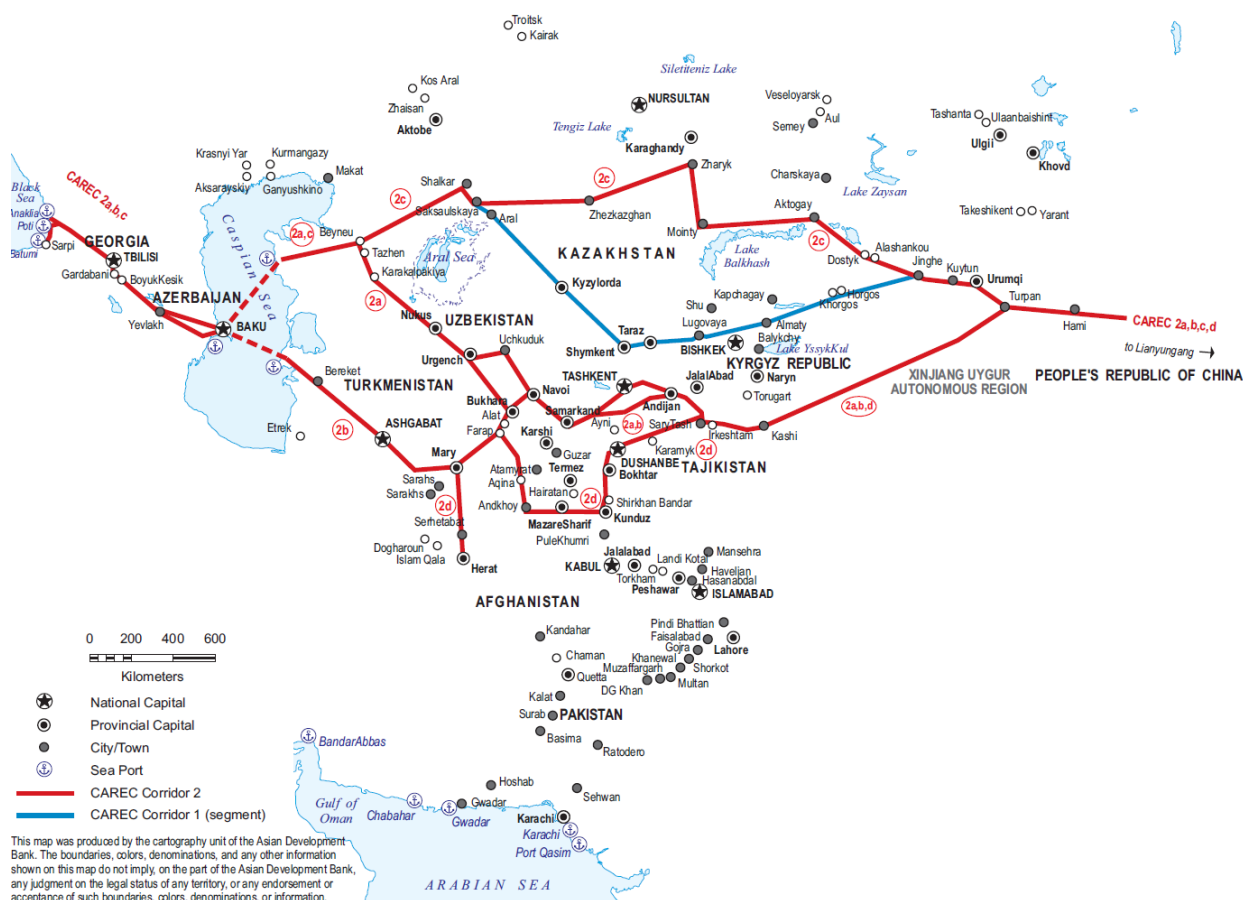 Troitsk
Kairak
Siletiteniz Lake
Kos Aral
Zhaisan
Aktobe
NURSULTAN
Tengiz Lake
Karaghandy
Veseloyarsk
Aul
Semey
Tashanta
Ulaanbaishint
Ulgii
Khovd
Krasnyi Yar
Kurmangazy
Aksarayskiy
Ganyushkino
Makat
Shalkar
2c
2c
Zharyk
Charskaya
Lake Zaysan
Black
Sea
CAREC 2a,b,c
Anaklia
Poti
Batumi
Sarpi
GEORGIA
TBILISI
Gardabani
BoyukKesik
AZERBAIJAN
Yevlakh
BAKU
Caspian Sea
2a,c
Beyneu
Tazhen
Karakalpakiya
2a
Saksaulskaya
Aral
Aral Sea
Zhezkazghan
KAZAKHSTAN
Mointy
Lake
Balkhash
Aktogay
2c
Takeshikent
Yarant
Dostyk
Alashankou
Jinghe
Kuytun
Urumqi
Turpan
Hami
CAREC 2a,b,c,d
to Lianyungang
Nukus
UZBEKISTAN
Kyzylorda
Kapchagay
Shu
Horgos
Khorgos
Urgench
Uchkuduk
Shymkent
Taraz
Lugovaya
Almaty
BISHKEK
Balykchy
Lake YssykKul
KYRGYZ REPUBLIC
XINJIANG UYGUR
AUTONOMOUS REGION
PEOPLE'S REPUBLIC OF CHINA
Bereket
TURKMENISTAN
TASHKENT
JalalAbad
Naryn
Torugart
2a,b,d
Bukhara
Navoi
Alat
Farap
Samarkand
Andijan
Etrek
2b
ASHGABAT
Karshi
Ayni
2a,b
SaryTash
Irkeshtam
Kashi
Mary
Guzar
DUSHANBE
Karamyk
2d
TAJIKISTAN
Sarahs
Sarakhs
2d
Atamyrat
Aqina
Termez
Bokhtar
Hairatan
2d
Shirkhan Bandar
Andkhoy
MazareSharif
Kunduz
Serhetabat
Dogharoun
Islam Qala
Herat
PuleKhumri
Jalalabad
KABUL
Torkham
Landi Kotal
Peshawar
Mansehra
Havelian
Hasanabdal
ISLAMABAD
AFGHANISTAN
Kandahar
Chaman
Quetta
Kalat
Surab
PAKISTAN
Basima
Ratodero
Pindi Bhattian
Faisalabad
Gojra
Lahore
Khanewal
Shorkot
Muzaffargarh
DG Khan
Multan
0 200 400 600
Kilometers
National Capital
Provincial Capital
City/Town
Sea Port
CAREC Corridor 2
CAREC Corridor 1 (segment)
BandarAbbas
Gulf of
Oman
Chabahar
Hoshab
Gwadar
Gwadar
Sehwan
Karachi
Karachi
Port Qasim
ARABIAN SEA
This map was produced by the cartography unit of the Asian Development
Bank. The boundaries, colors, denominations, and any other information
shown on this map do not imply, on the part of the Asian Development Bank,
any judgment on the legal status of any territory, or any endorsement or
acceptance of such boundaries, colors, denominations, or information.